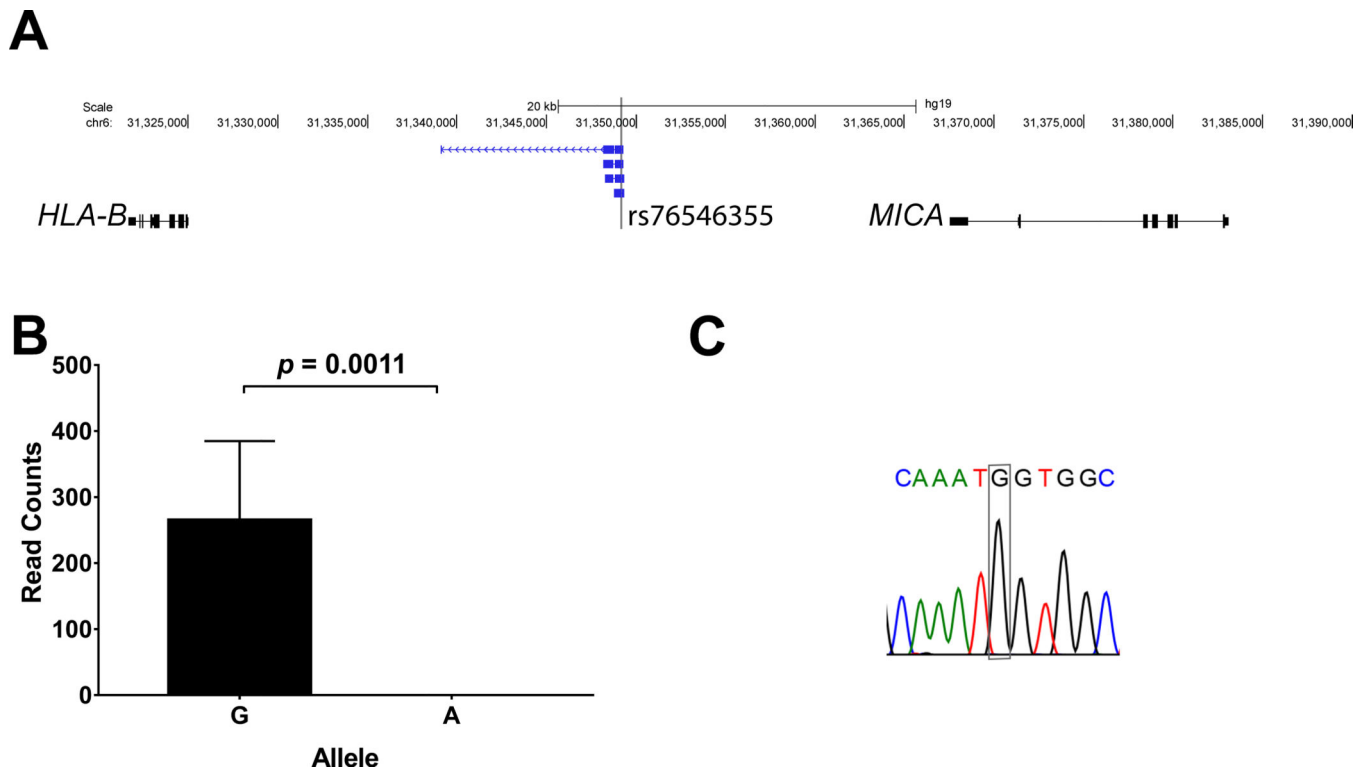 A
Scale 20 kb hg19
chr6: 31,325,000 31,330,000 31,335,000 31,340,000 31,345,000 31,350,000 31,355,000 31,360,000 31,365,000 31,370,000 31,375,000 31,380,000 31,385,000 31,390,000
HLA-B rs76546355 MICA
B
C
p = 0.0011
500
400
300
200
100
0
Read Counts
G A
Allele
CAAATGGTGGC